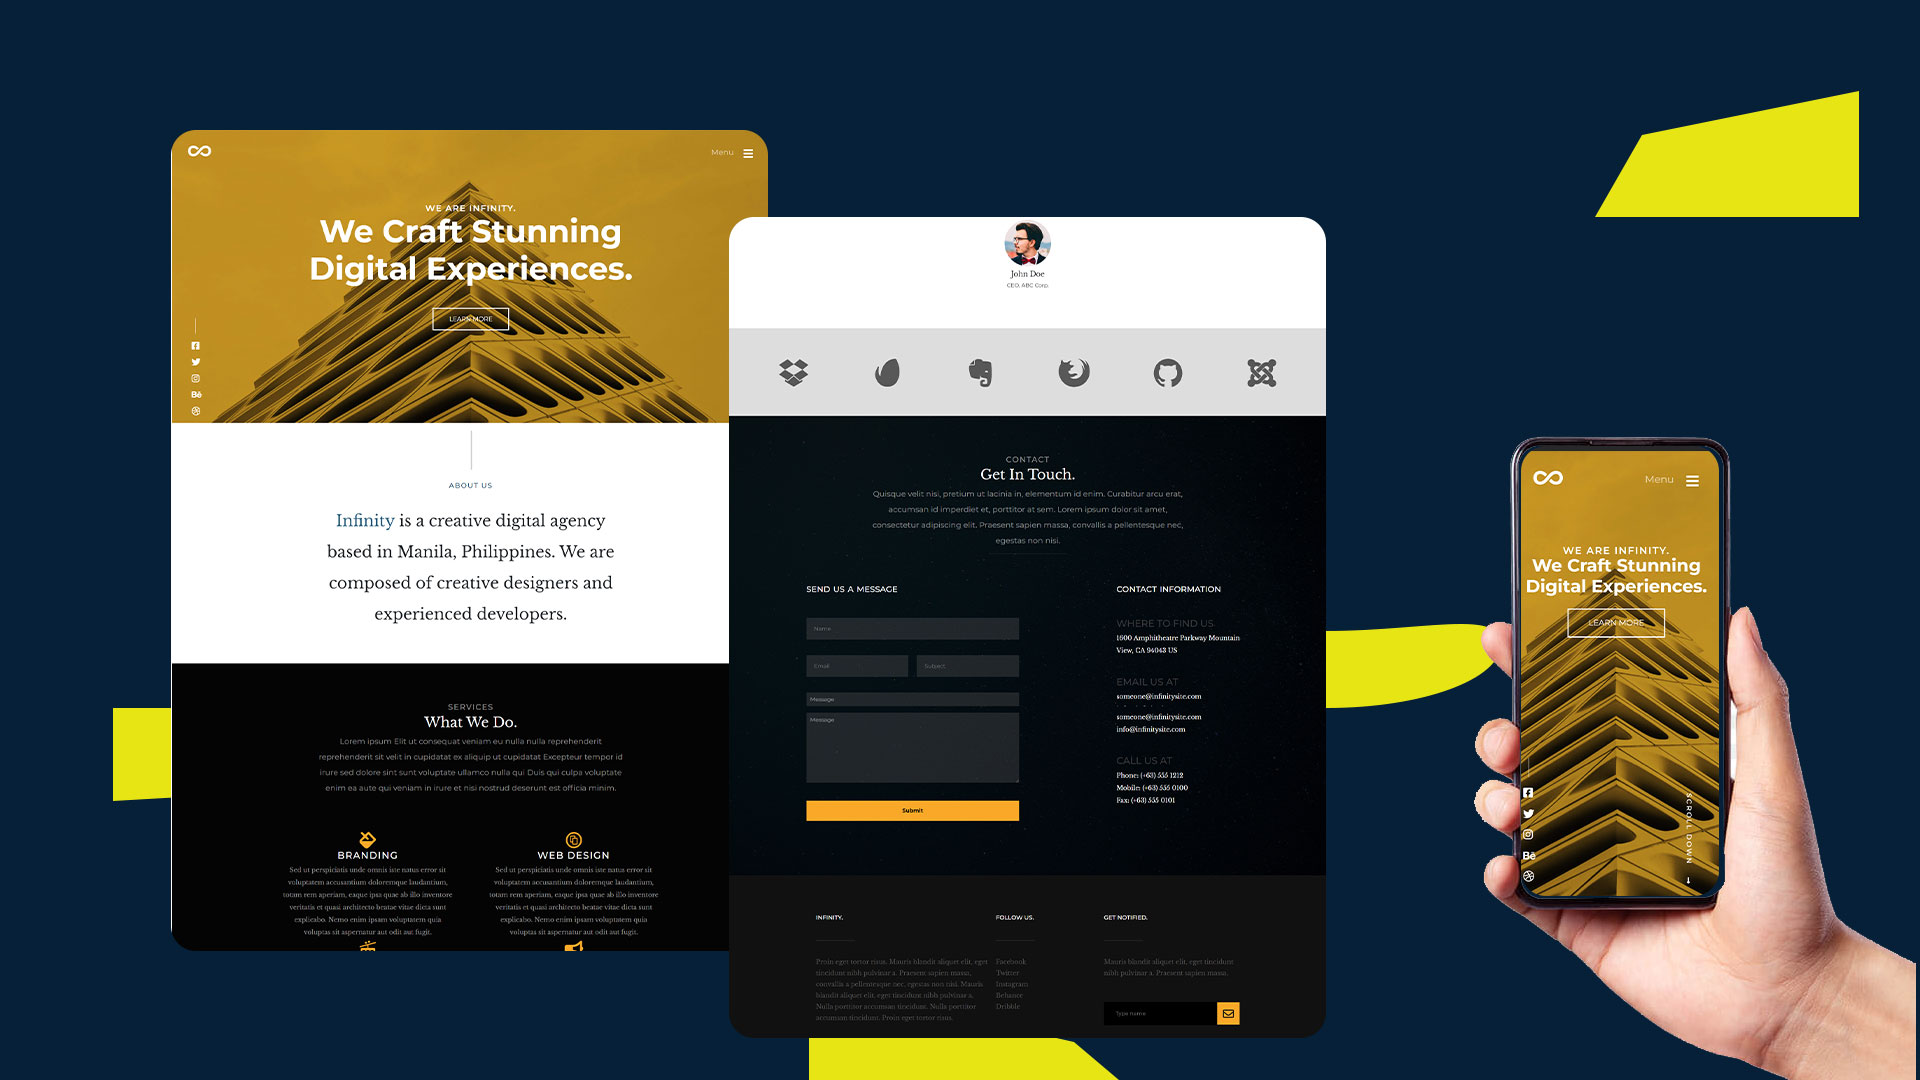 Menu
WE ARE INFINITY.
We Craft Stunning
Digital Experiences.
LEARN MORE
Bē
ABOUT US
Infinity is a creative digital agency
based in Manila, Philippines. We are
composed of creative designers and
experienced developers.
SERVICES
What We Do.
Lorem ipsum Elit ut consequat veniam eu nulla nulla reprehenderit
reprehenderit sit velit in cupidatat ex aliquip ut cupidatat Excepteur tempor id
irure sed dolore sint sunt voluptate ullamco nulla qui Duis qui culpa voluptate
enim ea aute qui veniam in irure et nisi nostrud deserunt est officia minim.
BRANDING
Sed ut perspiciatis unde omnis iste natus error sit
voluptatem accusantium doloremque laudantium,
totam rem aperiam, eaque ipsa quae ab illo inventore
veritatis et quasi architecto beatae vitae dicta sunt
explicabo. Nemo enim ipsam voluptatem quia
voluptas sit aspernatur aut odit aut fugit.
WEB DESIGN
Sed ut perspiciatis unde omnis iste natus error sit
voluptatem accusantium doloremque laudantium,
totam rem aperiam, eaque ipsa quae ab illo inventore
veritatis et quasi architecto beatae vitae dicta sunt
explicabo. Nemo enim ipsam voluptatem quia
voluptas sit aspernatur aut odit aut fugit.
John Doe
CEO, ABC Corp.
CONTACT
Get In Touch.
Quisque velit nisi, pretium ut lacinia in, elementum id enim. Curabitur arcu erat,
accumsan id imperdiet et, porttitor at sem. Lorem ipsum dolor sit amet,
consectetur adipiscing elit. Praesent sapien massa, convallis a pellentesque nec,
egestas non nisi.
SEND US A MESSAGE
Name
Email
Subject
Message
Message
Submit
CONTACT INFORMATION
WHERE TO FIND US
1600 Amphitheatre Parkway Mountain
View, CA 94043 US
EMAIL US AT
someone@infinitysite.com
someone@infinitysite.com
info@infinitysite.com
CALL US AT
Phone: (+63) 555 1212
Mobile: (+63) 555 0100
Fax: (+63) 555 0101
INFINITY.
Proin eget tortor risus. Mauris blandit aliquet elit, eget
tincidunt nibh pulvinar a. Praesent sapien massa,
convallis a pellentesque nec, egestas non nisi. Mauris
blandit aliquet elit, eget tincidunt nibh pulvinar a.
Nulla porttitor accumsan tincidunt. Nulla porttitor
accumsan tincidunt. Proin eget tortor risus.
FOLLOW US.
Facebook
Twitter
Instagram
Behance
Dribble
GET NOTIFIED.
Mauris blandit aliquet elit, eget tincidunt
nibh pulvinar a. Praesent sapien massa.
Type name
Menu
WE ARE INFINITY.
We Craft Stunning
Digital Experiences.
LEARN MORE
Bē
SCROLL DOWN